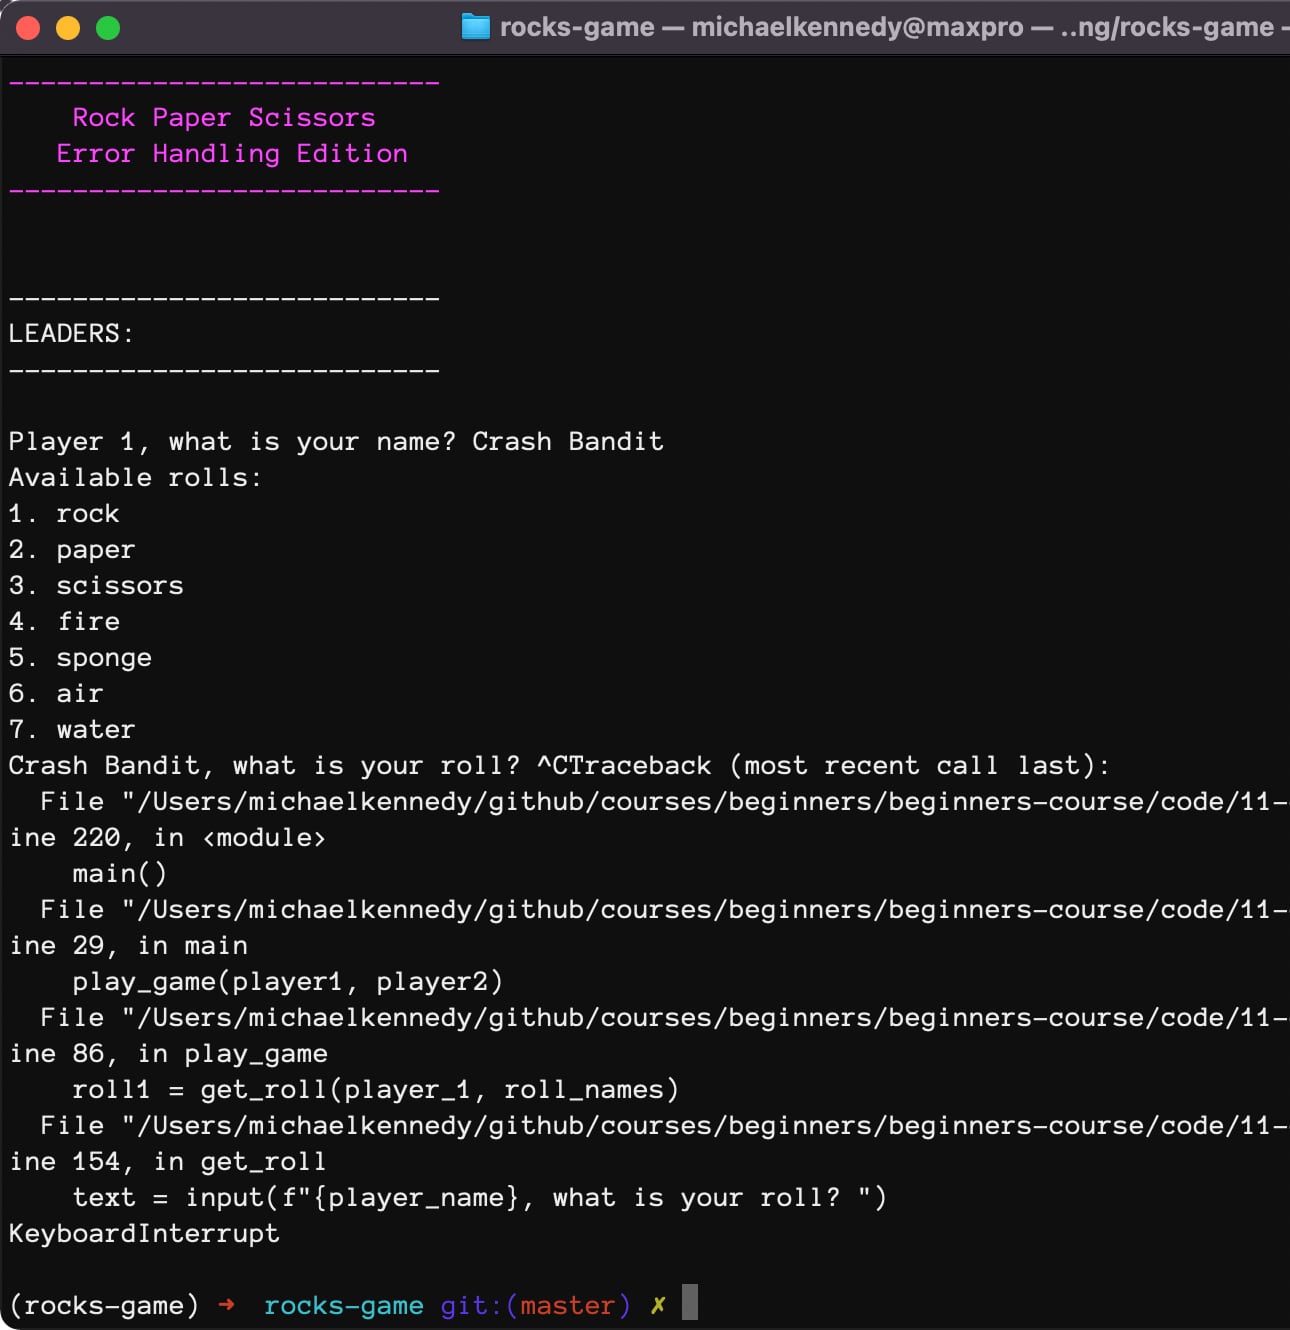 rocks-game — michaelkennedy@maxpro — ..ng/rocks-game -
---------------------------
Rock Paper Scissors
Error Handling Edition
---------------------------
---------------------------
LEADERS:
---------------------------
Player 1, what is your name? Crash Bandit
Available rolls:
1. rock
2. paper
3. scissors
4. fire
5. sponge
6. air
7. water
Crash Bandit, what is your roll? ^CTraceback (most recent call last):
File "/Users/michaelkennedy/github/courses/beginners/beginners-course/code/11-
ine 220, in <module>
main()
File "/Users/michaelkennedy/github/courses/beginners/beginners-course/code/11-
ine 29, in main
play_game(player1, player2)
File "/Users/michaelkennedy/github/courses/beginners/beginners-course/code/11-
ine 86, in play_game
roll1 = get_roll(player_1, roll_names)
File "/Users/michaelkennedy/github/courses/beginners/beginners-course/code/11-
ine 154, in get_roll
text = input(f"{player_name}, what is your roll? ")
KeyboardInterrupt
(rocks-game) ➜ rocks-game git:(master) ✗